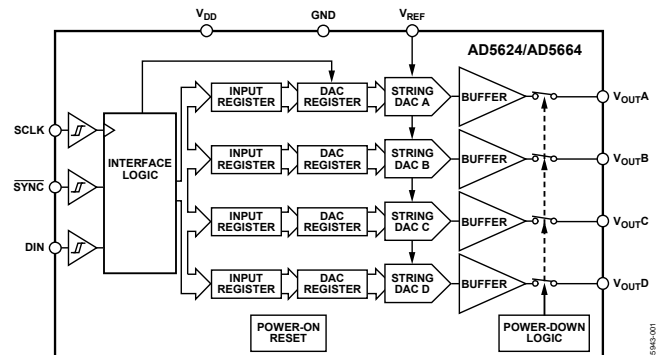 VDD
GND
VREF
AD5624/AD5664
SCLK
SYNC
DIN
INTERFACE
LOGIC
INPUT
REGISTER
DAC
REGISTER
STRING
DAC A
BUFFER
VOUTA
INPUT
REGISTER
DAC
REGISTER
STRING
DAC B
BUFFER
VOUTB
INPUT
REGISTER
DAC
REGISTER
STRING
DAC C
BUFFER
VOUTC
INPUT
REGISTER
DAC
REGISTER
STRING
DAC D
BUFFER
VOUTD
POWER-ON
RESET
POWER-DOWN
LOGIC
5943-001